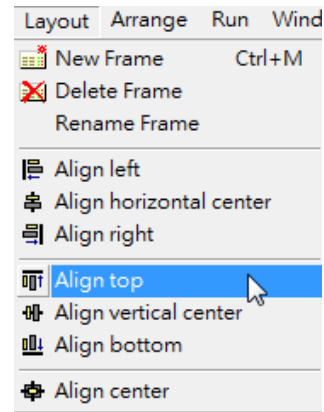 Layout Arrange Run Wind
New Frame Ctrl+M
Delete Frame
Rename Frame
Align left
Align horizontal center
Align right
Align top
Align vertical center
Align bottom
Align center